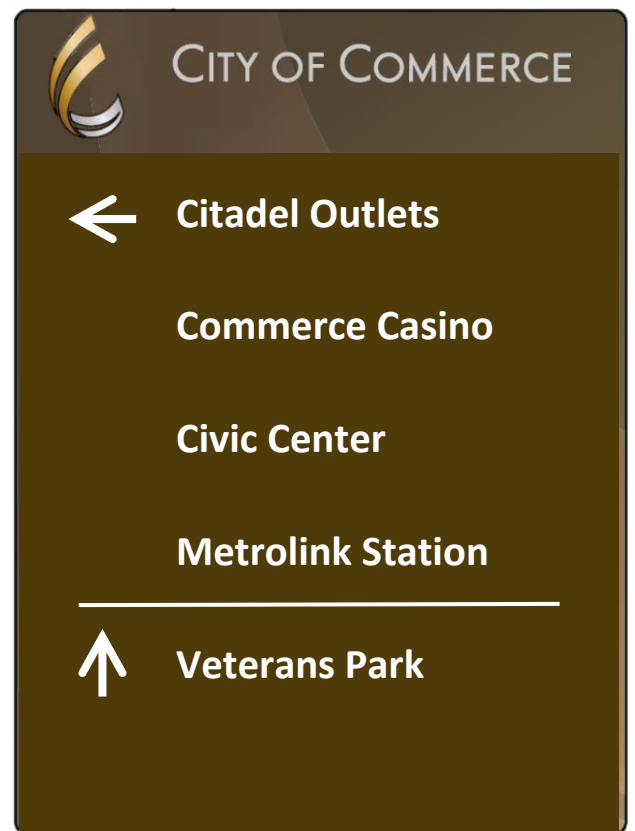 CITY OF COMMERCE
Citadel Outlets
Commerce Casino
Civic Center
Metrolink Station
Veterans Park